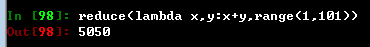 In [98]: reduce(lambda x,y:x+y,range(1,101))
Out[98]: 5050